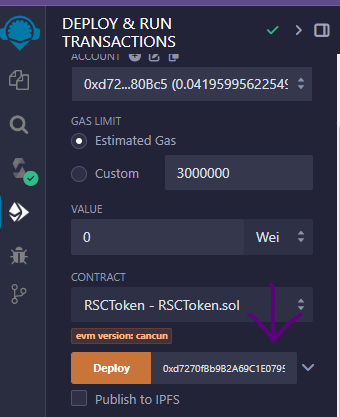 DEPLOY & RUN
TRANSACTIONS
ACCOUNT
0xd72...80Bc5 (0.04195995622549
GAS LIMIT
Estimated Gas
Custom
3000000
VALUE
0
Wei
CONTRACT
RSCToken - RSCToken.sol
evm version: cancun
Deploy
0xd7270fBb9B2A69C1E0795
Publish to IPFS